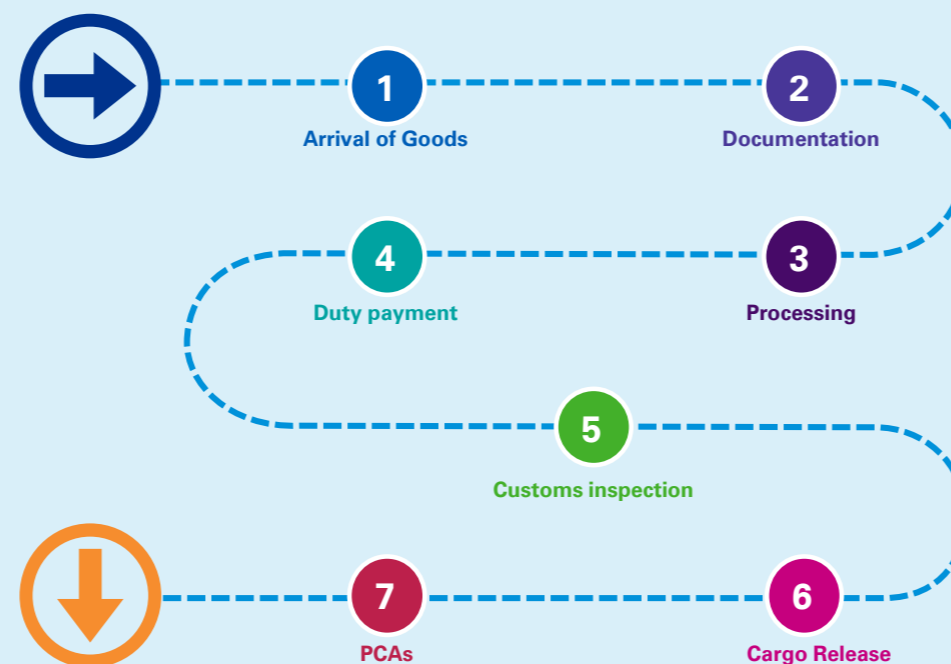 1
Arrival of Goods
2
Documentation
3
Processing
4
Duty payment
5
Customs inspection
6
Cargo Release
7
PCAs